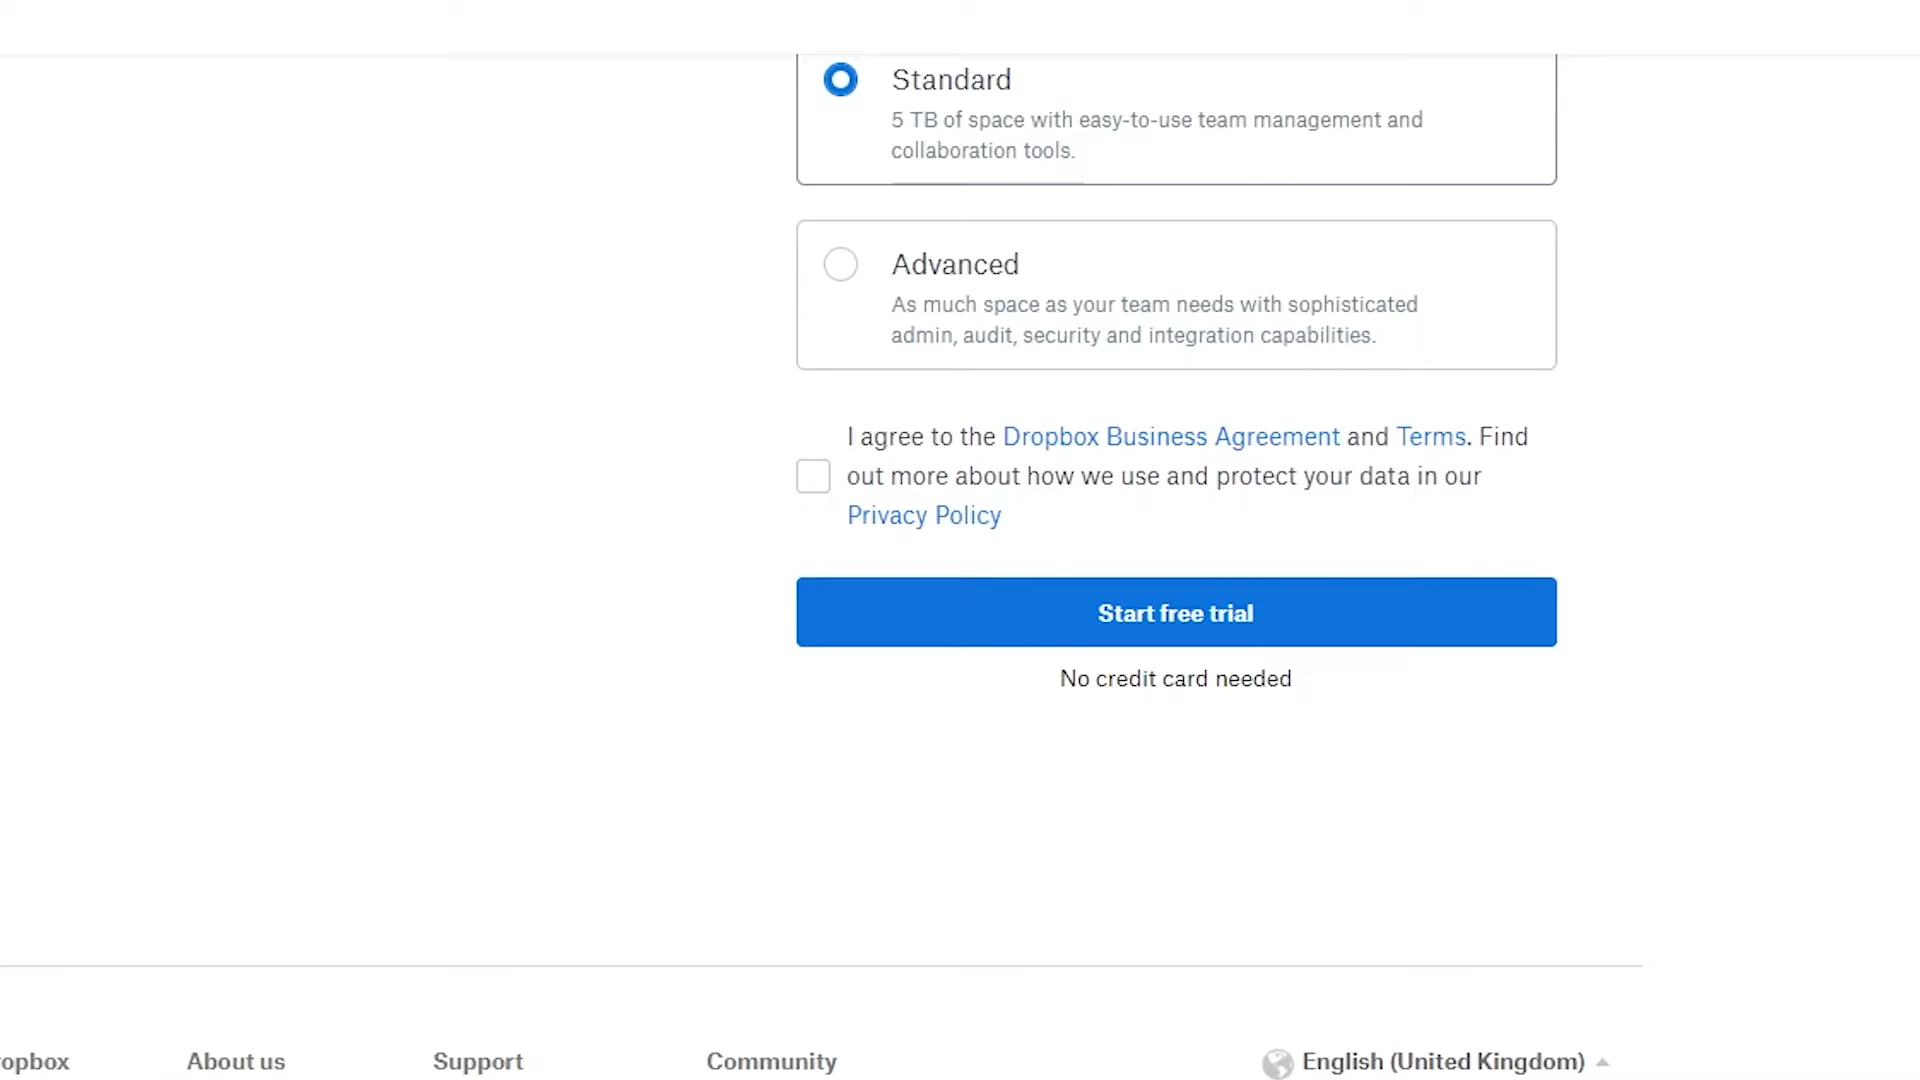 Standard
5 TB of space with easy-to-use team management and
collaboration tools.
Advanced
As much space as your team needs with sophisticated
admin, audit, security and integration capabilities.
I agree to the Dropbox Business Agreement and Terms. Find
out more about how we use and protect your data in our
Privacy Policy
Start free trial
No credit card needed
opbox About us Support Community English (United Kingdom)